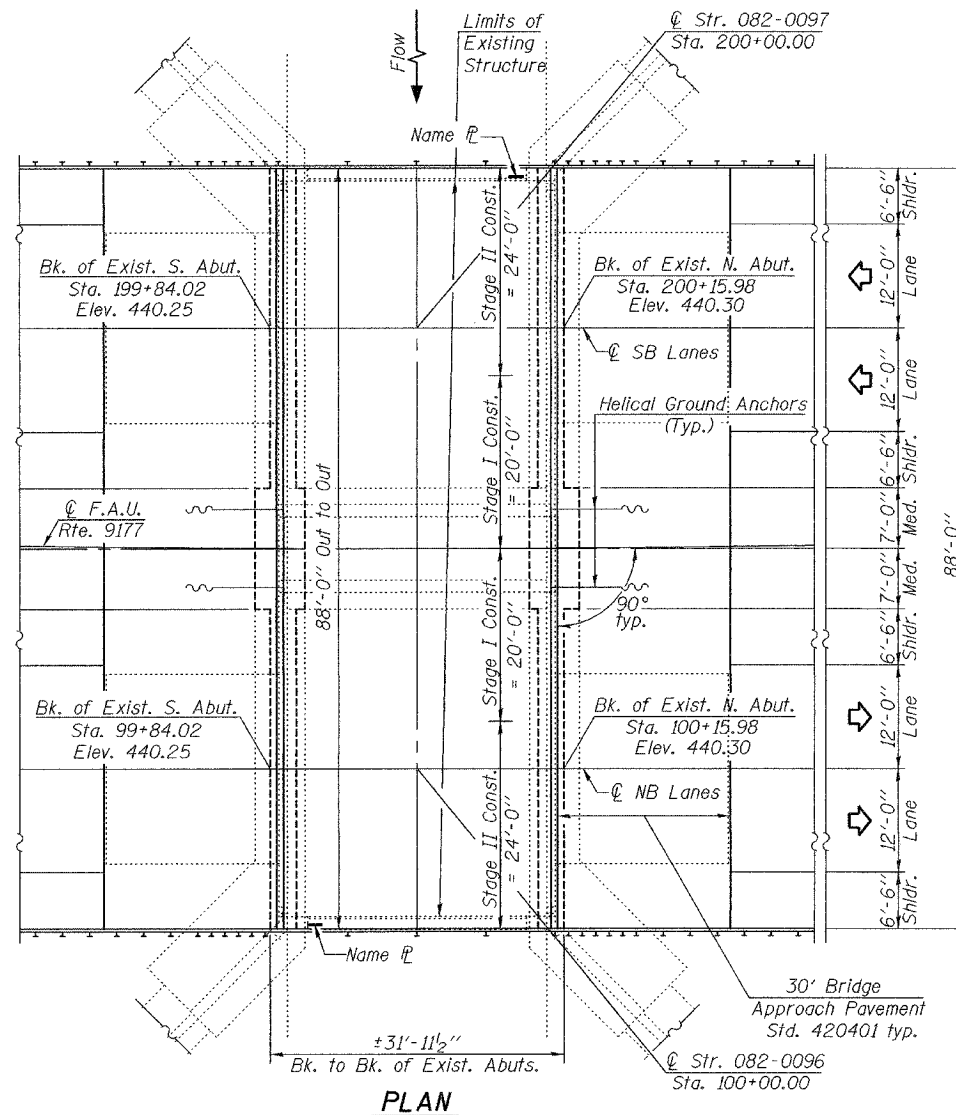 Limits of
Existing
Structure
Flow
℄ Str. 082-0097
Sta. 200+00.00
Name ℄
Stage II Const.
= 24'-0"
6'-6"
Shldr.
Bk. of Exist. S. Abut.
Sta. 199+84.02
Elev. 440.25
Bk. of Exist. N. Abut.
Sta. 200+15.98
Elev. 440.30
12'-0"
Lane
℄ SB Lanes
12'-0"
Lane
Helical Ground Anchors
(Typ.)
Stage I Const.
= 20'-0"
6'-6"
Shldr.
88'-0" Out to Out
℄ F.A.U.
Rte. 9177
7'-0"
Med.
88'-0"
7'-0"
Med.
90°
typ.
Stage I Const.
= 20'-0"
6'-6"
Shldr.
Bk. of Exist. S. Abut.
Sta. 99+84.02
Elev. 440.25
Bk. of Exist. N. Abut.
Sta. 100+15.98
Elev. 440.30
12'-0"
Lane
℄ NB Lanes
Stage II Const.
= 24'-0"
12'-0"
Lane
6'-6"
Shldr.
Name ℄
30' Bridge
Approach Pavement
Std. 420401 typ.
±31'-11½"
Bk. to Bk. of Exist. Abuts.
℄ Str. 082-0096
Sta. 100+00.00
PLAN